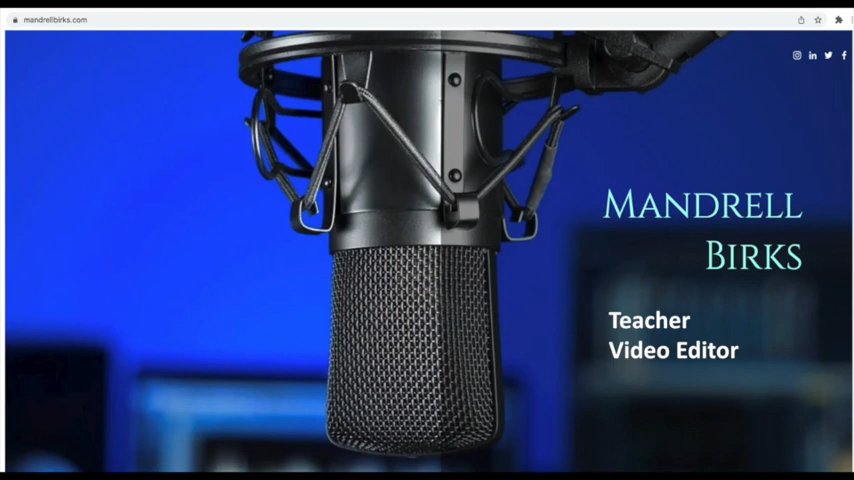 mandrellbirks.com
Mandrell
Birks
Teacher
Video Editor